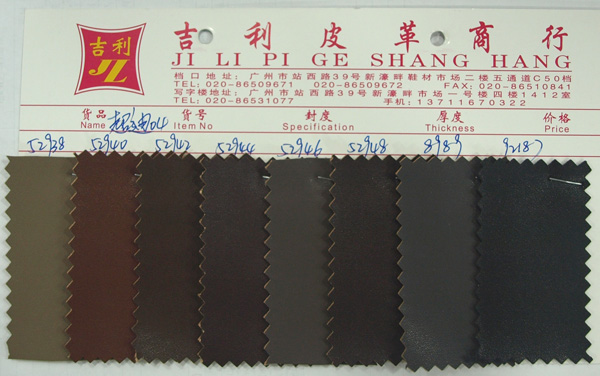 吉利
JL
吉利皮革商行
JI LI PI GE SHANG HANG
档口地址：广州市站西路39号新濠畔鞋材市场二楼五通道C50档
TEL: 020-86509671 020-86509672 FAX: 020-86510841
写字楼地址：广州市站西路39号新濠畔市场一号楼四楼1412室
TEL: 020-86531077 手机：13711670322
货品 货号 封度 厚度 价格
Name 04 Item No Specification Thickness Price
52938 52940 52942 52944 52946 52948 8989 92187